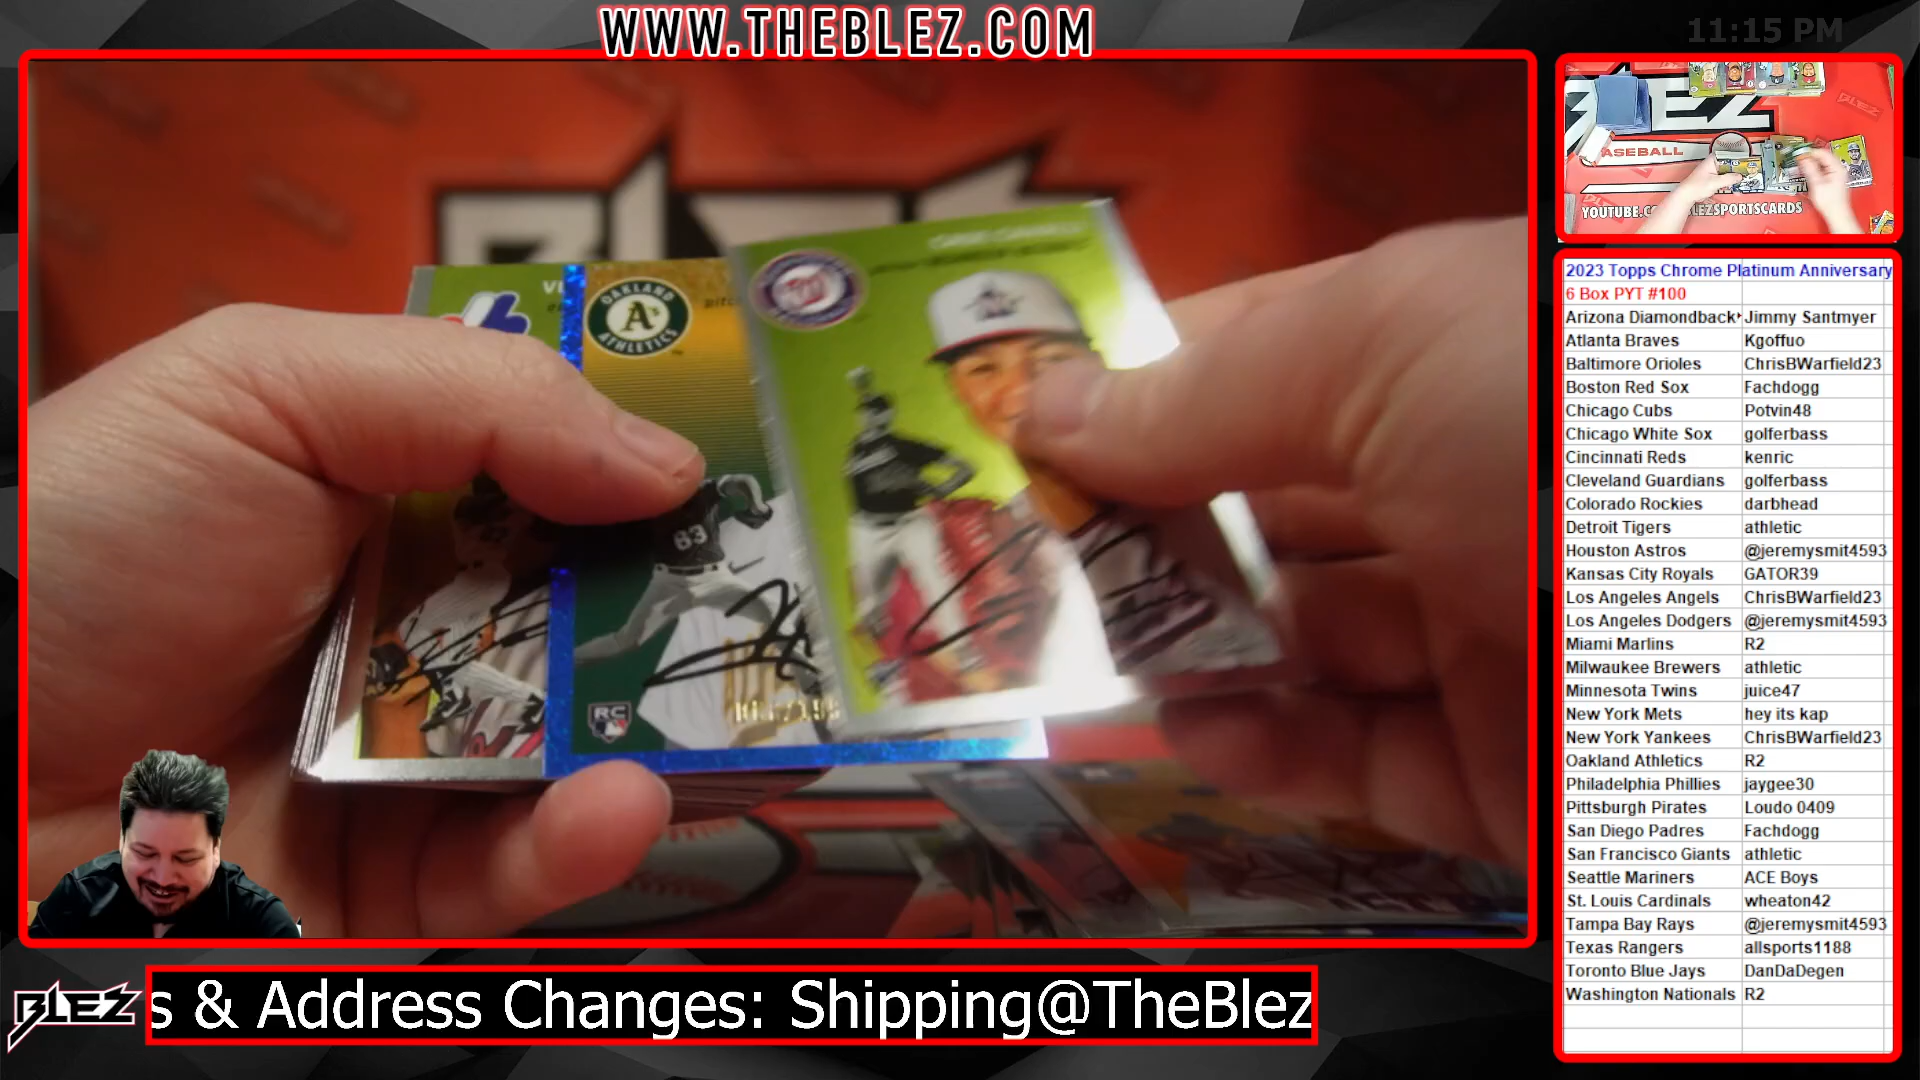 WWW.THEBLEZ.COM
11:15 PM
OAKLAND
A's
ATHLETICS
83
RC
BLEZ
ASEBALL
YOUTUBE.CO
LEZSPORTSCARDS
2023 Topps Chrome Platinum Anniversary
6 Box PYT #100
Arizona Diamondback Jimmy Santmyer
Atlanta Braves Kgoffuo
Baltimore Orioles ChrisBWarfield23
Boston Red Sox Fachdogg
Chicago Cubs Potvin48
Chicago White Sox golferbass
Cincinnati Reds kenric
Cleveland Guardians golferbass
Colorado Rockies darbhead
Detroit Tigers athletic
Houston Astros @jeremysmit4593
Kansas City Royals GATOR39
Los Angeles Angels ChrisBWarfield23
Los Angeles Dodgers @jeremysmit4593
Miami Marlins R2
Milwaukee Brewers athletic
Minnesota Twins juice47
New York Mets hey its kap
New York Yankees ChrisBWarfield23
Oakland Athletics R2
Philadelphia Phillies jaygee30
Pittsburgh Pirates Loudo 0409
San Diego Padres Fachdogg
San Francisco Giants athletic
Seattle Mariners ACE Boys
St. Louis Cardinals wheaton42
Tampa Bay Rays @jeremysmit4593
Texas Rangers allsports1188
Toronto Blue Jays DanDaDegen
Washington Nationals R2
BLEZ
s & Address Changes: Shipping@TheBlez